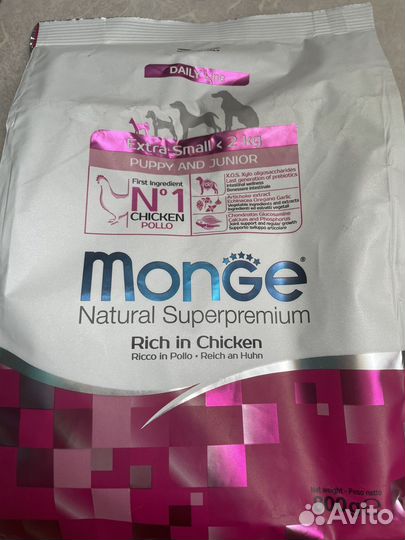 DAILY Line
Extra-Small < 2 kg
PUPPY AND JUNIOR
First Ingredient
Nº1
CHICKEN
POLLO
X.O.S. Xylo oligosaccharides
Last generation of prebiotics
Intestinal wellness
Benessere intestinale
Artichoke extract
Echinacea Oregano Garlic
Vegetable ingredients and extracts
Ingredienti ed estratti vegetali
Chondroitin Glucosamine
Calcium and Phosphorus
Joint support and regular growth
Supporto sviluppo articolare
MONGE
Natural Superpremium
Rich in Chicken
Ricco in Pollo • Reich an Huhn
Net weight - Peso netto
800 g e
Avito